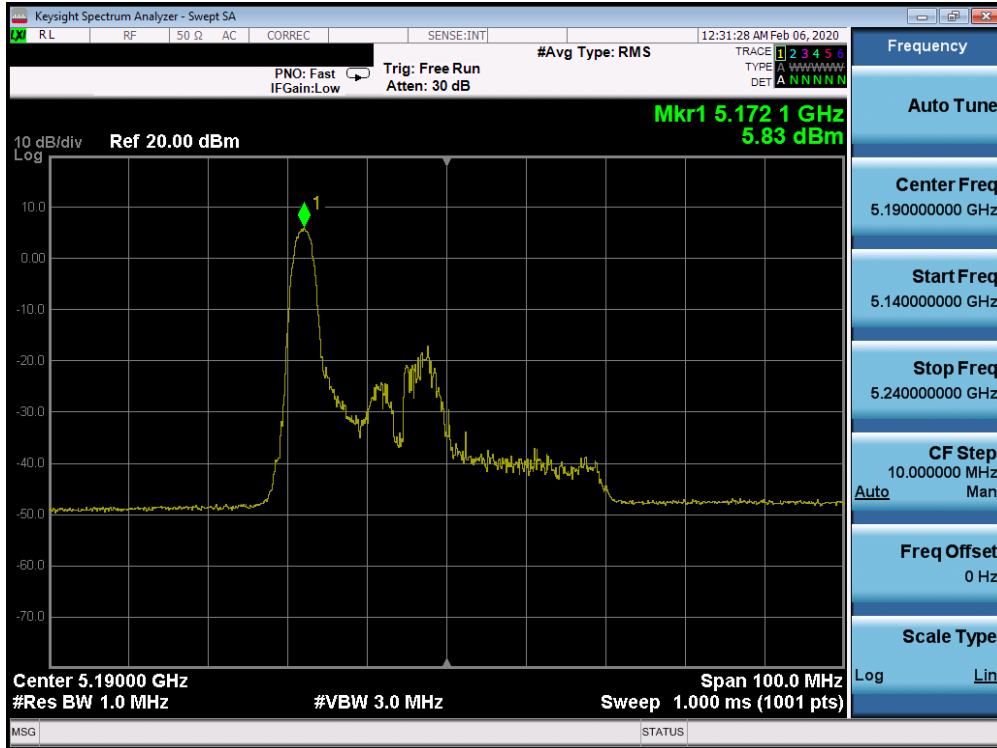 Keysight Spectrum Analyzer - Swept SA
LXI RL RF 50 Ω AC CORREC SENSE:INT 12:31:28 AM Feb 06, 2020
#Avg Type: RMS
TRACE 1 2 3 4 5 6
TYPE A WWWWW
DET A N N N N N
PNO: Fast
IFGain:Low
Trig: Free Run
Atten: 30 dB
Mkr1 5.172 1 GHz
5.83 dBm
10 dB/div Ref 20.00 dBm
Log
1
10.0
0.00
-10.0
-20.0
-30.0
-40.0
-50.0
-60.0
-70.0
Center 5.19000 GHz Span 100.0 MHz
#Res BW 1.0 MHz #VBW 3.0 MHz Sweep 1.000 ms (1001 pts)
MSG STATUS
Frequency
Auto Tune
Center Freq
5.190000000 GHz
Start Freq
5.140000000 GHz
Stop Freq
5.240000000 GHz
CF Step
10.000000 MHz
Auto Man
Freq Offset
0 Hz
Scale Type
Log Lin